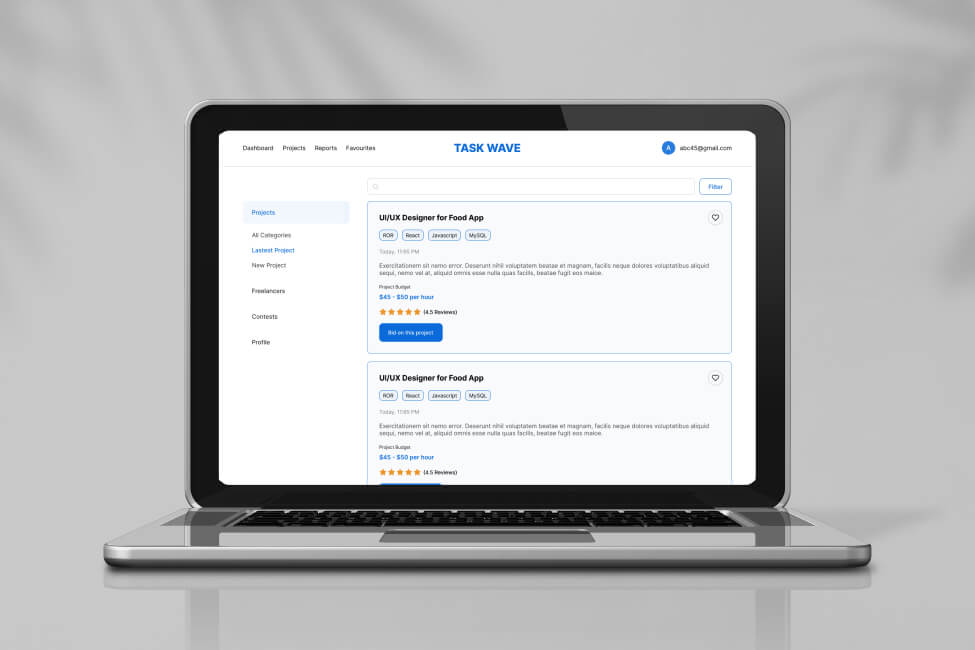 Dashboard Projects Reports Favourites
TASK WAVE
A abc45@gmail.com
Filter
Projects
All Categories
Lastest Project
New Project
Freelancers
Contests
Profile
UI/UX Designer for Food App
ROR React Javascript MySQL
Today, 11:55 PM
Exercitationem sit nemo error. Deserunt nihil voluptatem beatae et magnam, facilis neque dolores voluptatibus aliquid
sequi, nemo vel at, aliquid omnis esse nulla quas facilis, beatae fugit eos maioe.
Project Budget
$45 - $50 per hour
(4.5 Reviews)
Bid on this project
UI/UX Designer for Food App
ROR React Javascript MySQL
Today, 11:55 PM
Exercitationem sit nemo error. Deserunt nihil voluptatem beatae et magnam, facilis neque dolores voluptatibus aliquid
sequi, nemo vel at, aliquid omnis esse nulla quas facilis, beatae fugit eos maioe.
Project Budget
$45 - $50 per hour
(4.5 Reviews)